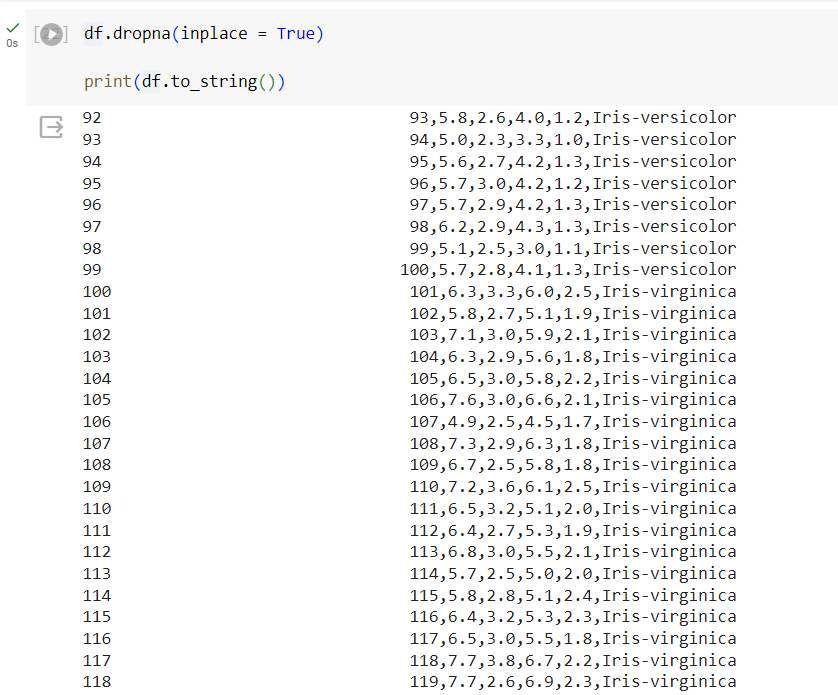 0s [ ] df.dropna(inplace = True)
print(df.to_string())
92 93,5.8,2.6,4.0,1.2,Iris-versicolor
93 94,5.0,2.3,3.3,1.0,Iris-versicolor
94 95,5.6,2.7,4.2,1.3,Iris-versicolor
95 96,5.7,3.0,4.2,1.2,Iris-versicolor
96 97,5.7,2.9,4.2,1.3,Iris-versicolor
97 98,6.2,2.9,4.3,1.3,Iris-versicolor
98 99,5.1,2.5,3.0,1.1,Iris-versicolor
99 100,5.7,2.8,4.1,1.3,Iris-versicolor
100 101,6.3,3.3,6.0,2.5,Iris-virginica
101 102,5.8,2.7,5.1,1.9,Iris-virginica
102 103,7.1,3.0,5.9,2.1,Iris-virginica
103 104,6.3,2.9,5.6,1.8,Iris-virginica
104 105,6.5,3.0,5.8,2.2,Iris-virginica
105 106,7.6,3.0,6.6,2.1,Iris-virginica
106 107,4.9,2.5,4.5,1.7,Iris-virginica
107 108,7.3,2.9,6.3,1.8,Iris-virginica
108 109,6.7,2.5,5.8,1.8,Iris-virginica
109 110,7.2,3.6,6.1,2.5,Iris-virginica
110 111,6.5,3.2,5.1,2.0,Iris-virginica
111 112,6.4,2.7,5.3,1.9,Iris-virginica
112 113,6.8,3.0,5.5,2.1,Iris-virginica
113 114,5.7,2.5,5.0,2.0,Iris-virginica
114 115,5.8,2.8,5.1,2.4,Iris-virginica
115 116,6.4,3.2,5.3,2.3,Iris-virginica
116 117,6.5,3.0,5.5,1.8,Iris-virginica
117 118,7.7,3.8,6.7,2.2,Iris-virginica
118 119,7.7,2.6,6.9,2.3,Iris-virginica